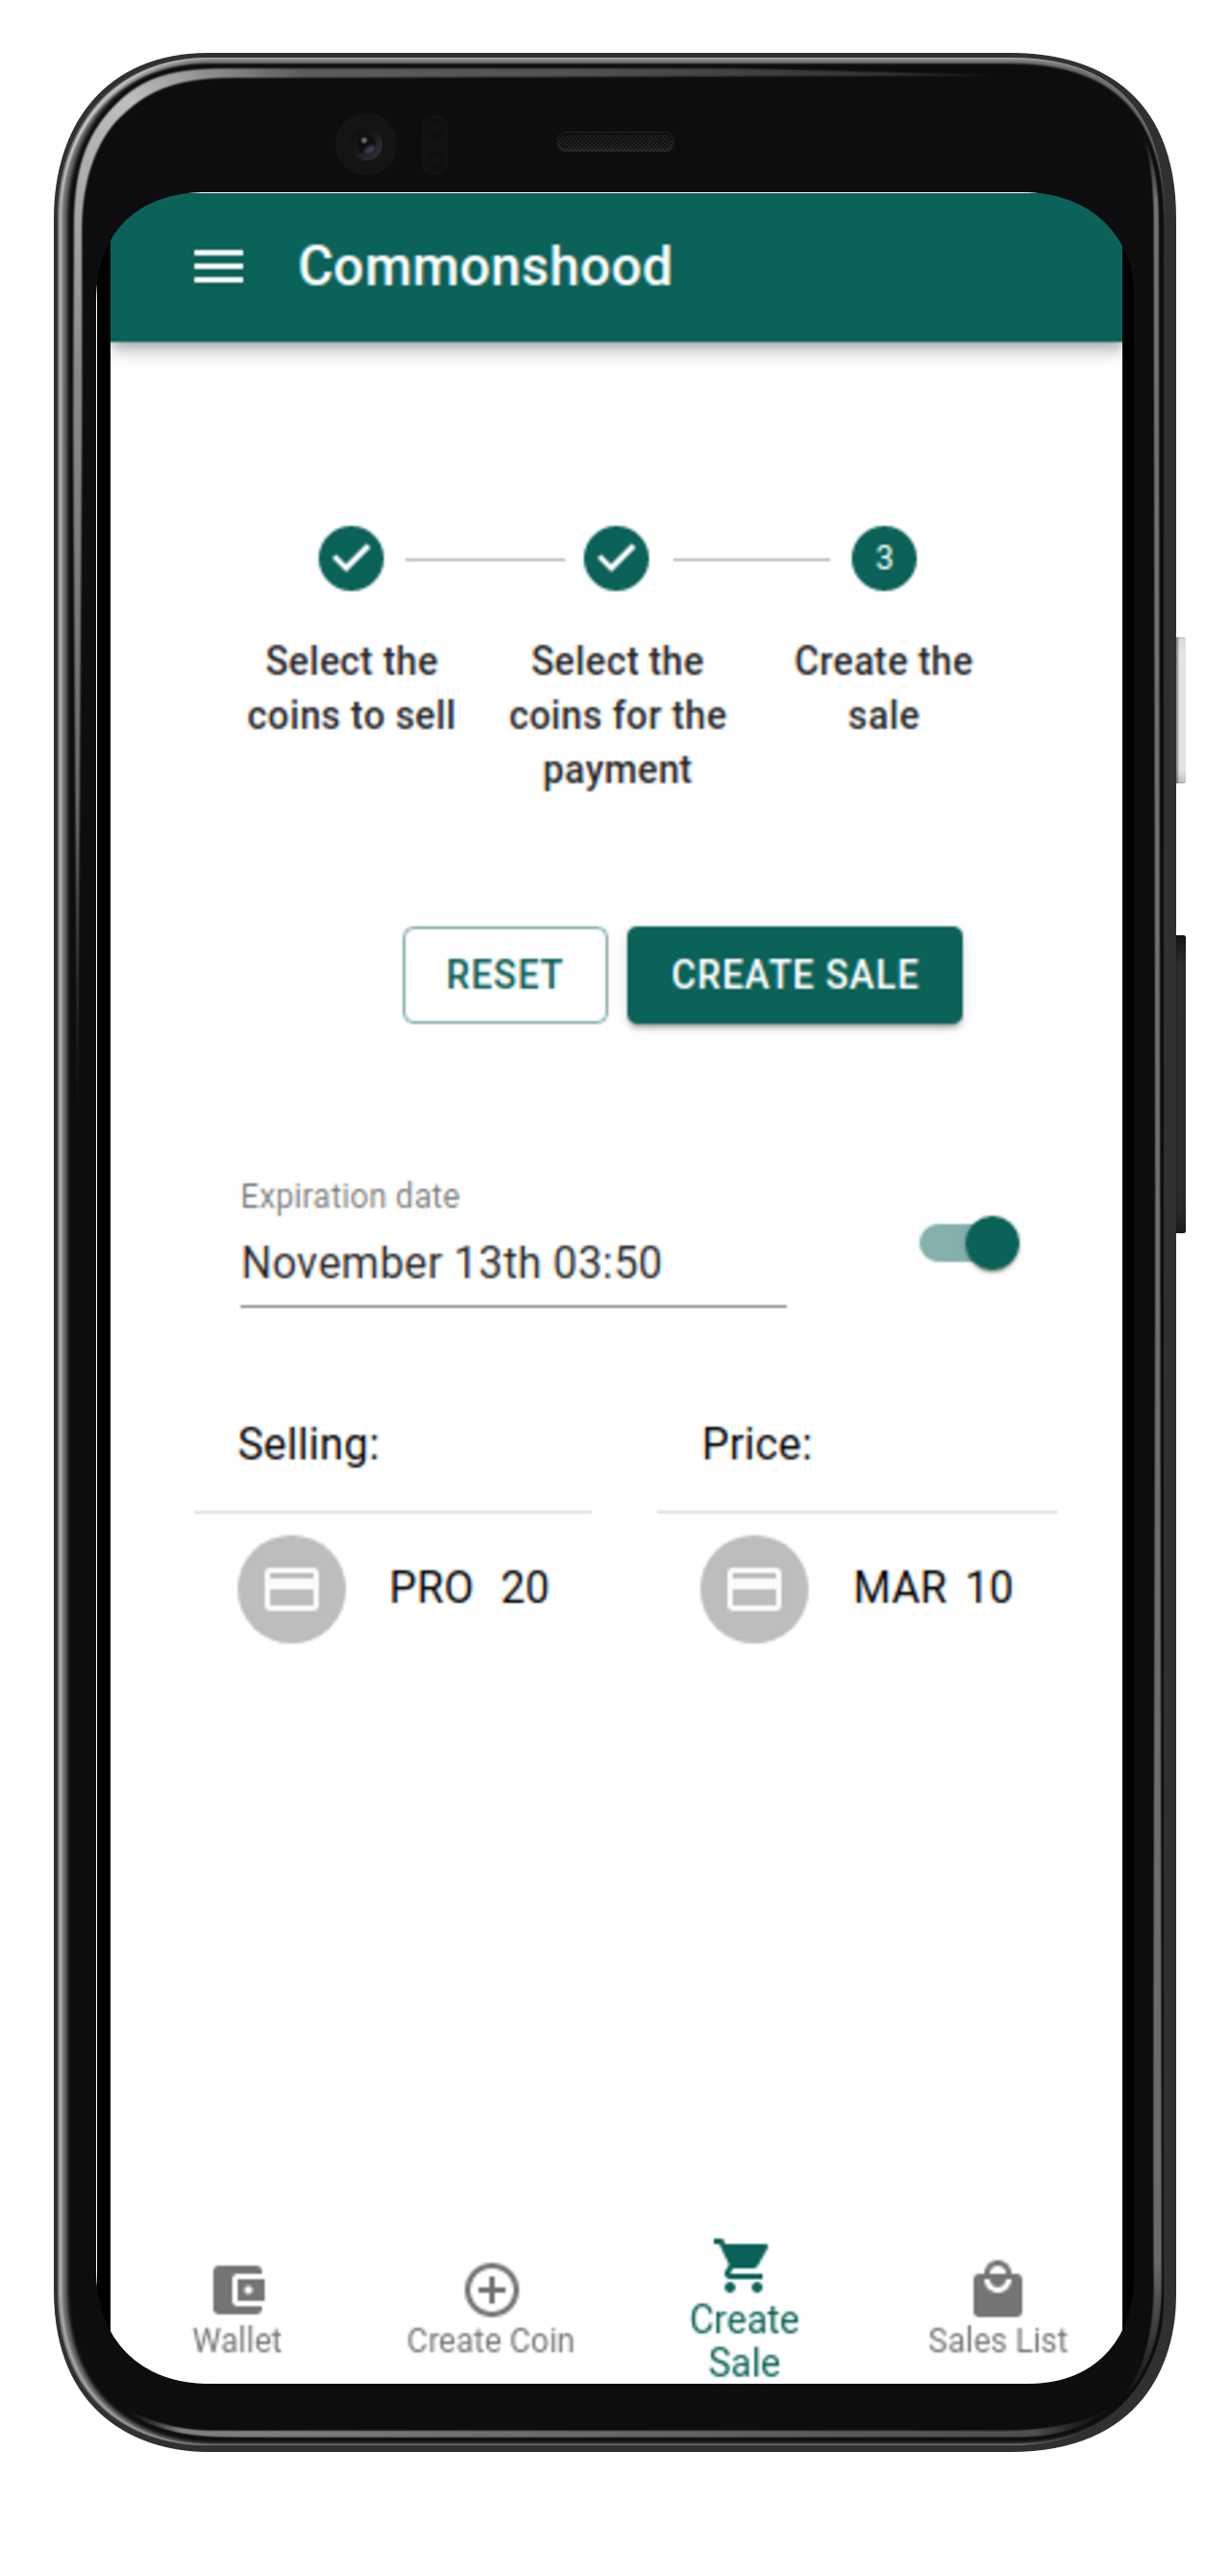 Commonshood
3
Select the
coins to sell
Select the
coins for the
payment
Create the
sale
RESET
CREATE SALE
Expiration date
November 13th 03:50
Selling:
Price:
PRO 20
MAR 10
Wallet
Create Coin
Create
Sale
Sales List